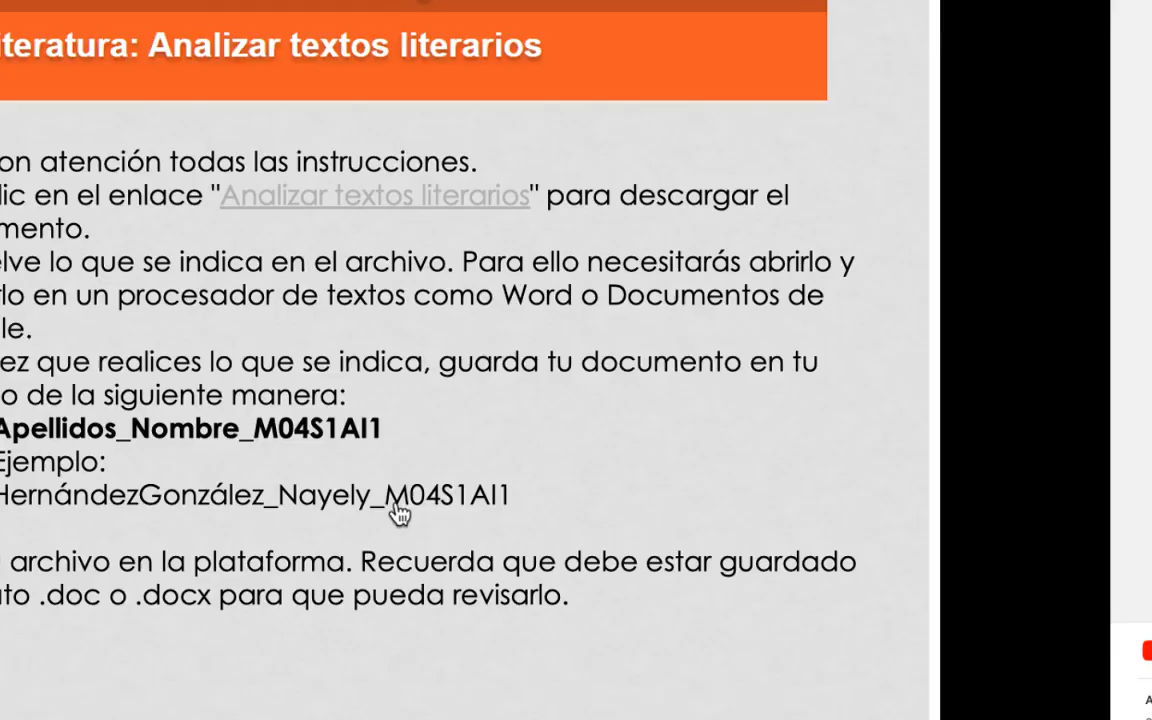 iteratura: Analizar textos literarios
on atención todas las instrucciones.
lic en el enlace "Analizar textos literarios" para descargar el
mento.
elve lo que se indica en el archivo. Para ello necesitarás abrirlo y
rlo en un procesador de textos como Word o Documentos de
le.
ez que realices lo que se indica, guarda tu documento en tu
o de la siguiente manera:
Apellidos_Nombre_M04S1AI1
Ejemplo:
HernándezGonzález_Nayely_M04S1AI1
archivo en la plataforma. Recuerda que debe estar guardado
ato .doc o .docx para que pueda revisarlo.
A